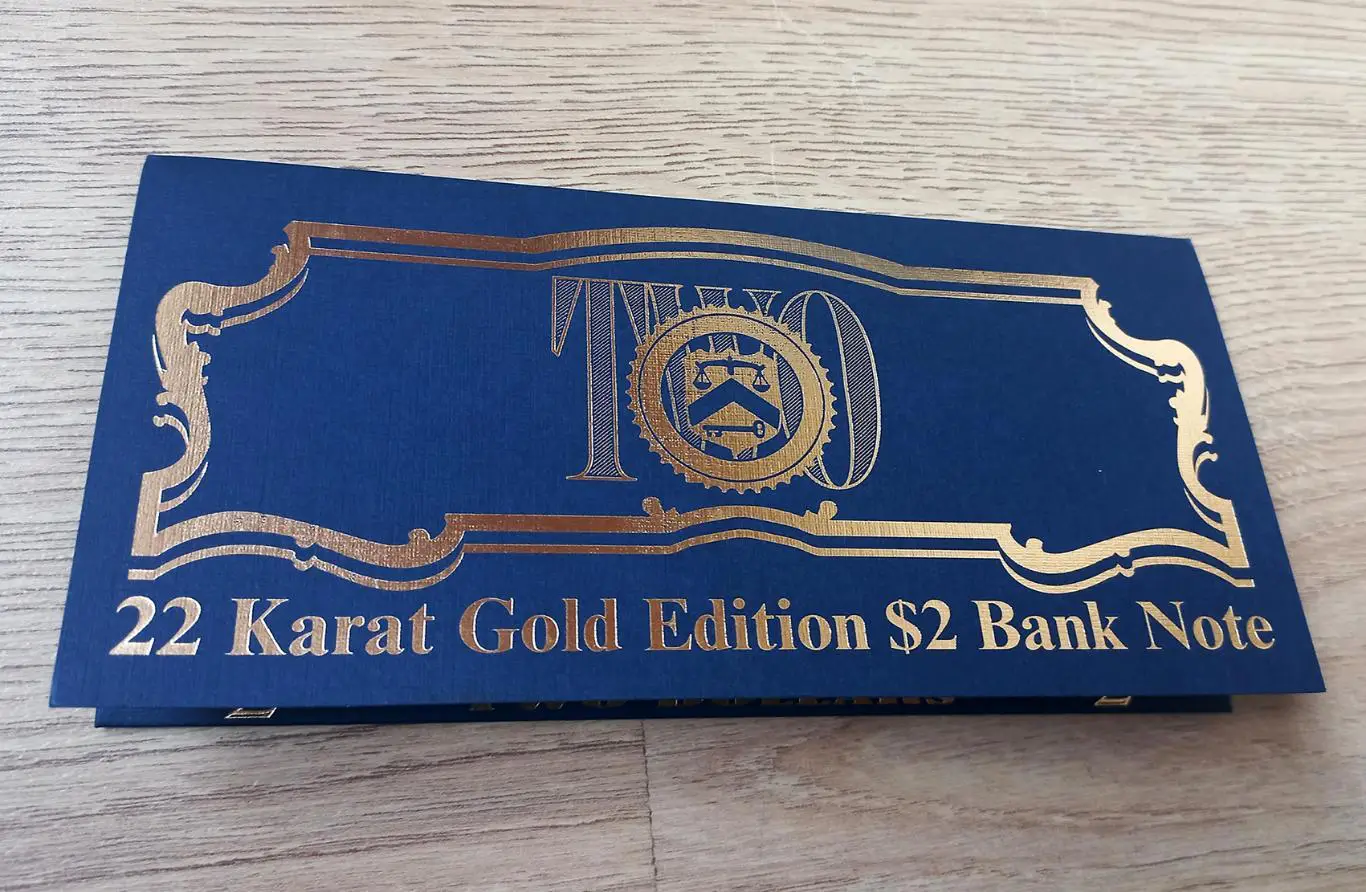 TWO
22 Karat Gold Edition $2 Bank Note